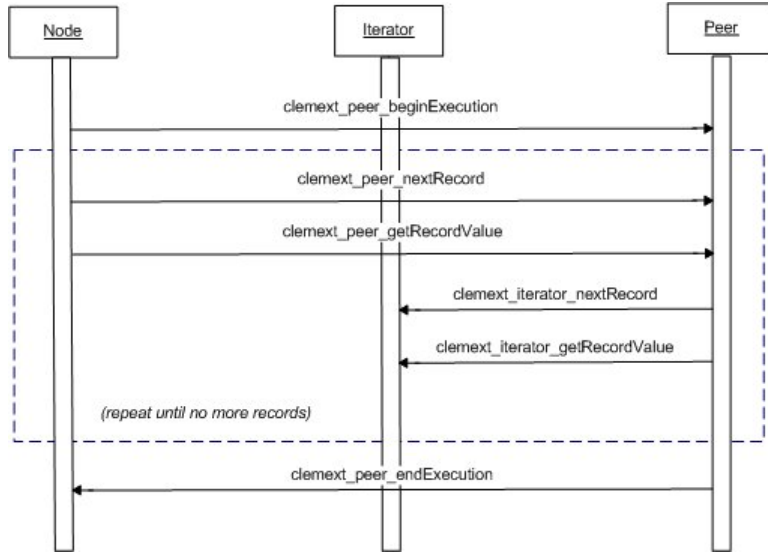 Node
Iterator
Peer
clemext_peer_beginExecution
clemext_peer_nextRecord
clemext_peer_getRecordValue
clemext_iterator_nextRecord
clemext_iterator_getRecordValue
(repeat until no more records)
clemext_peer_endExecution